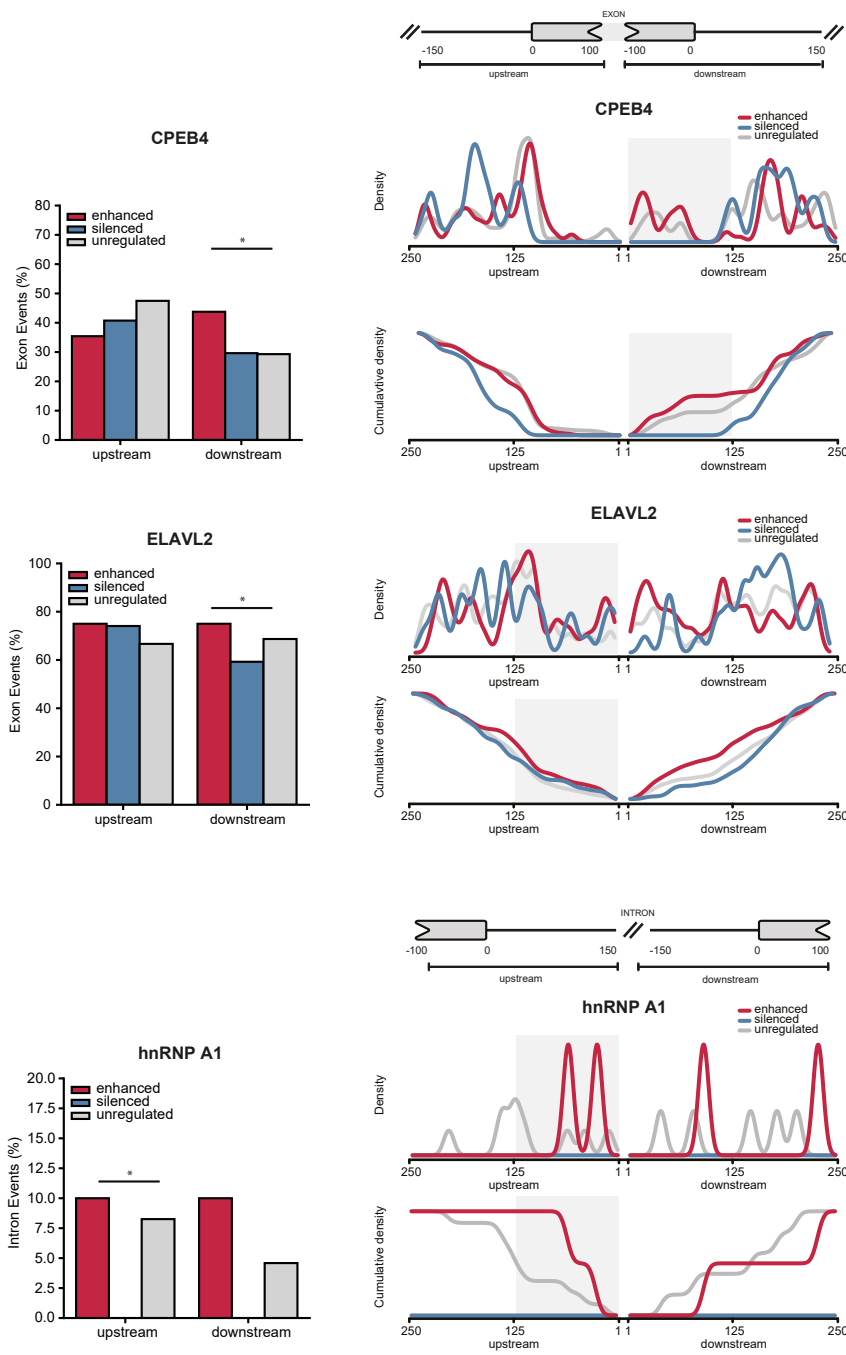 EXON
-150 0 100 -100 0 150
upstream downstream
CPEB4
Exon Events (%)
80
70
60
50
40
30
20
10
0
enhanced
silenced
unregulated
*
upstream downstream
CPEB4
enhanced
silenced
unregulated
Density
250 125 1 1 125 250
upstream downstream
Cumulavtive density
250 125 1 1 125 250
upstream downstream
ELAVL2
Exon Events (%)
100
80
60
40
20
0
enhanced
silenced
unregulated
*
upstream downstream
ELAVL2
enhanced
silenced
unregulated
Density
250 125 1 1 125 250
upstream downstream
Cumulative density
250 125 1 1 125 250
upstream downstream
INTRON
-100 0 150 -150 0 100
upstream downstream
hnRNP A1
Intron Events (%)
20.0
17.5
15.0
12.5
10.0
7.5
5.0
2.5
0.0
enhanced
silenced
unregulated
*
upstream downstream
hnRNP A1
enhanced
silenced
unregulated
Density
250 125 1 1 125 250
upstream downstream
Cumulative density
250 125 1 1 125 250
upstream downstream